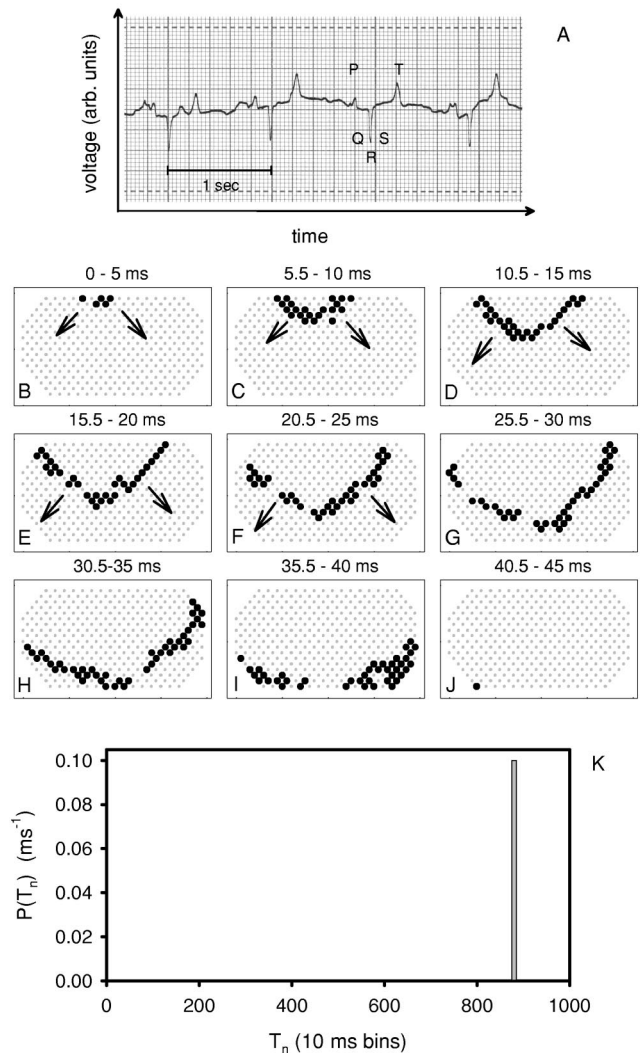 A
voltage (arb. units)
P
T
Q
S
R
1 sec
time
0 - 5 ms
5.5 - 10 ms
10.5 - 15 ms
B
C
D
15.5 - 20 ms
20.5 - 25 ms
25.5 - 30 ms
E
F
G
30.5-35 ms
35.5 - 40 ms
40.5 - 45 ms
H
I
J
K
P(Tₙ) (ms⁻¹)
0.10
0.08
0.06
0.04
0.02
0.00
0
200
400
600
800
1000
Tₙ (10 ms bins)